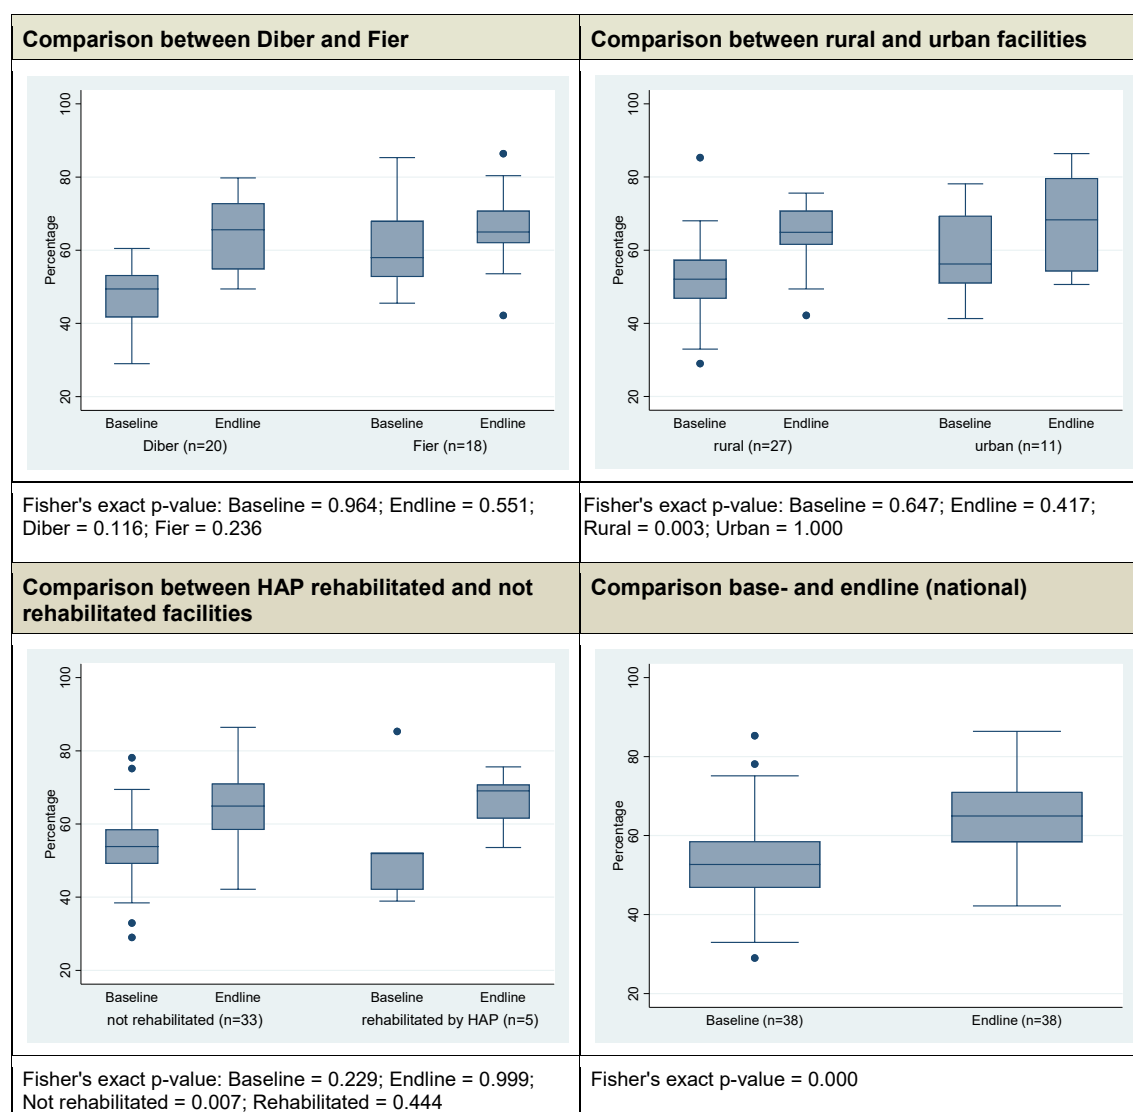 Comparison between Diber and Fier
Percentage
100
80
60
40
20
Baseline Endline Baseline Endline
Diber (n=20) Fier (n=18)
Fisher's exact p-value: Baseline = 0.964; Endline = 0.551;
Diber = 0.116; Fier = 0.236
Comparison between rural and urban facilities
Percentage
100
80
60
40
20
Baseline Endline Baseline Endline
rural (n=27) urban (n=11)
Fisher's exact p-value: Baseline = 0.647; Endline = 0.417;
Rural = 0.003; Urban = 1.000
Comparison between HAP rehabilitated and not
rehabilitated facilities
Percentage
100
80
60
40
20
Baseline Endline Baseline Endline
not rehabilitated (n=33) rehabilitated by HAP (n=5)
Fisher's exact p-value: Baseline = 0.229; Endline = 0.999;
Not rehabilitated = 0.007; Rehabilitated = 0.444
Comparison base- and endline (national)
Percentage
100
80
60
40
20
Baseline (n=38) Endline (n=38)
Fisher's exact p-value = 0.000